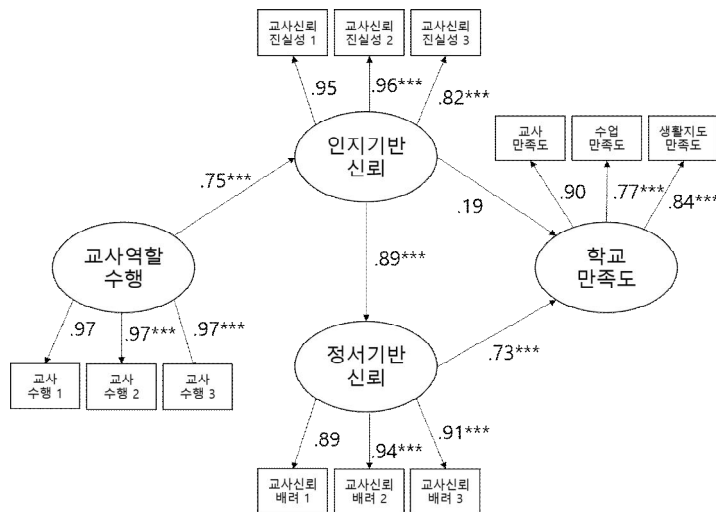 교사신뢰
진실성 1
교사신뢰
진실성 2
교사신뢰
진실성 3
.95
.96***
.82***
인지기반
신뢰
교사
만족도
수업
만족도
생활지도
만족도
.90
.77***
.84***
.75***
.19
교사역할
수행
.89***
학교
만족도
.97
.97***
.97***
교사
수행 1
교사
수행 2
교사
수행 3
정서기반
신뢰
.73***
.89
.94***
.91***
교사신뢰
배려 1
교사신뢰
배려 2
교사신뢰
배려 3